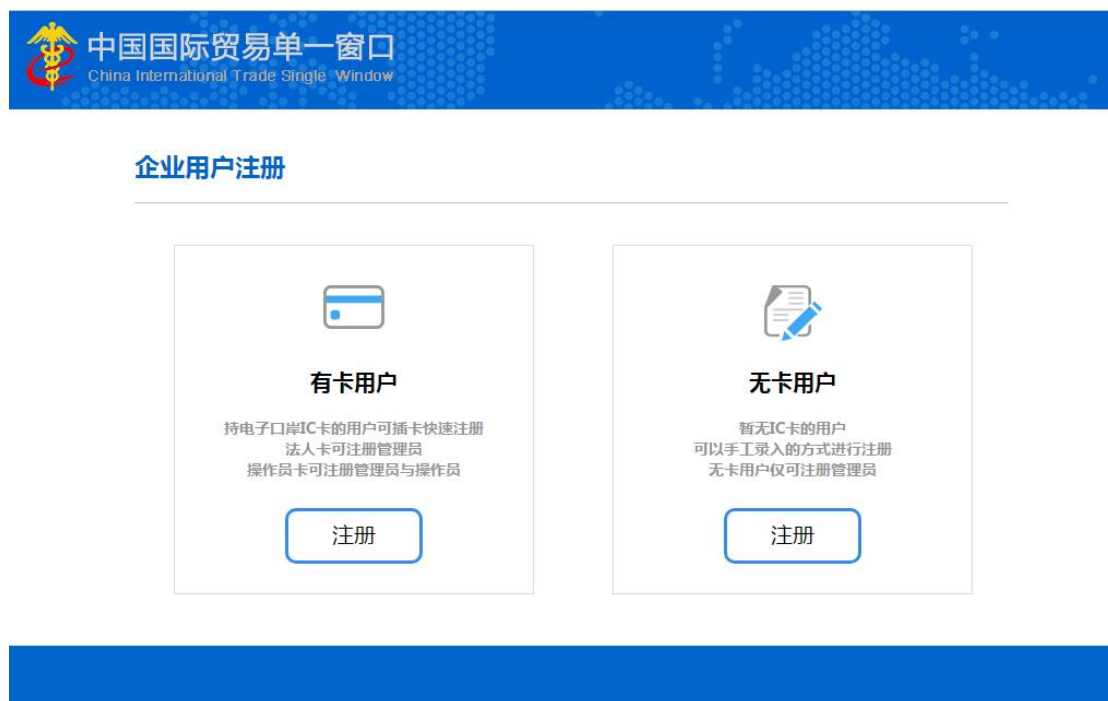 中国国际贸易单一窗口
China International Trade Single Window
企业用户注册
有卡用户
持电子口岸IC卡的用户可插卡快速注册
法人卡可注册管理员
操作员卡可注册管理员与操作员
注册
无卡用户
暂无IC卡的用户
可以手工录入的方式进行注册
无卡用户仅可注册管理员
注册